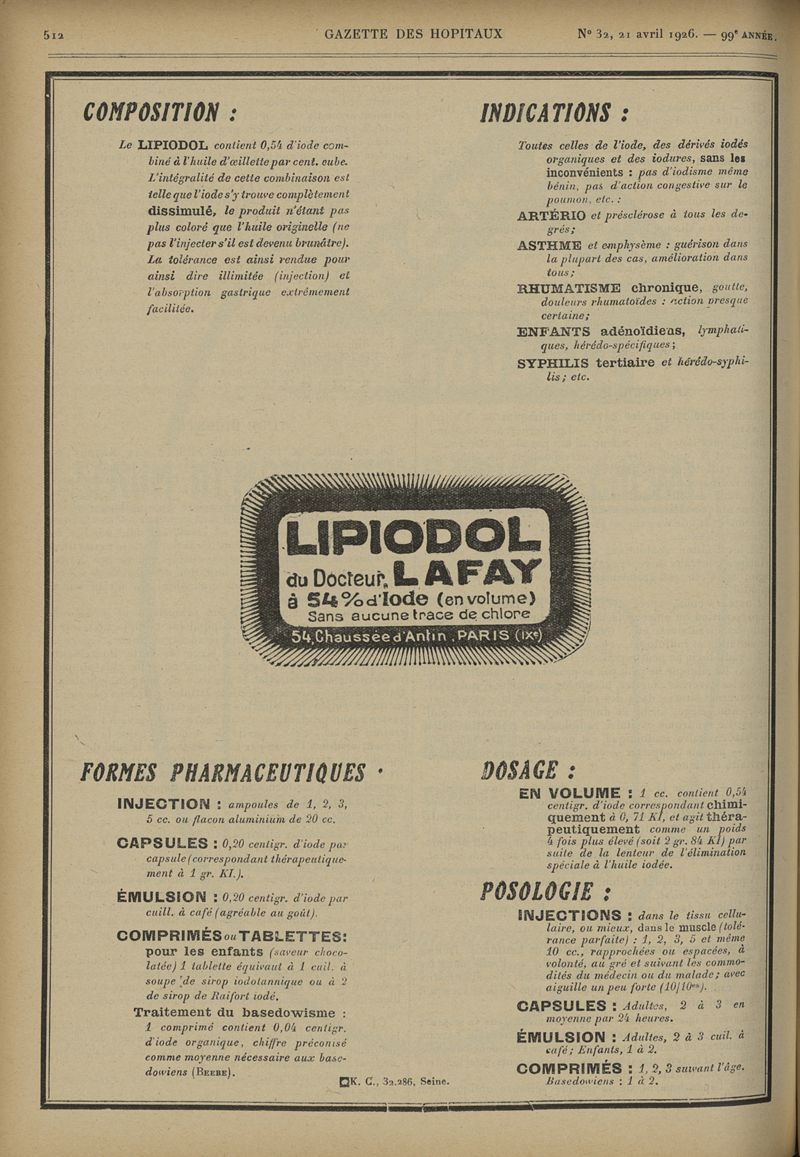 512
GAZETTE DES HOPITAUX
N° 32, 21 avril 1926. — 99e ANNÉE.
COMPOSITION :
Le LIPIODOL contient 0,54 d'iode com-
biné à l'huile d'œillette par cent. cube.
L'intégralité de cette combinaison est
telle que l'iode s'y trouve complètement
dissimulé, le produit n'étant pas
plus coloré que l'huile originelle (ne
pas l'injecter s'il est devenu brunâtre).
La tolérance est ainsi rendue pour
ainsi dire illimitée (injection) et
l'absorption gastrique extrêmement
facilitée.
INDICATIONS :
Toutes celles de l'iode, des dérivés iodés
organiques et des iodures, sans les
inconvénients : pas d'iodisme même
bénin, pas d'action congestive sur le
poumon, etc. :
ARTÉRIO et présclérose à tous les de-
grés;
ASTHME et emphysème : guérison dans
la plupart des cas, amélioration dans
tous;
RHUMATISME chronique, goutte,
douleurs rhumatoïdes : action presque
certaine;
ENFANTS adénoïdiens, lymphati-
ques, hérédo-spécifiques;
SYPHILIS tertiaire et hérédo-syphi-
lis; etc.
LIPIODOL
du Docteur LAFAY
à 54% d'Iode (en volume)
Sans aucune trace de chlore
54, Chaussée d'Antin, PARIS (IXe)
FORMES PHARMACEUTIQUES :
INJECTION : ampoules de 1, 2, 3,
5 cc. ou flacon aluminium de 20 cc.
CAPSULES : 0,20 centigr. d'iode par
capsule (correspondant thérapeutique-
ment à 1 gr. KI.).
ÉMULSION : 0,20 centigr. d'iode par
cuill. à café (agréable au goût).
COMPRIMÉS ou TABLETTES:
pour les enfants (saveur choco-
latée) 1 tablette équivaut à 1 cuil. à
soupe de sirop iodotannique ou à 2
de sirop de Raifort iodé.
Traitement du basedowisme :
1 comprimé contient 0,04 centigr.
d'iode organique, chiffre préconisé
comme moyenne nécessaire aux base-
dowiens (BEEBE).
K. C., 32.286, Seine.
DOSAGE :
EN VOLUME : 1 cc. contient 0,54
centigr. d'iode correspondant chimi-
quement à 0, 71 KI, et agit théra-
peutiquement comme un poids
4 fois plus élevé (soit 2 gr. 84 KI) par
suite de la lenteur de l'élimination
spéciale à l'huile iodée.
POSOLOGIE :
INJECTIONS : dans le tissu cellu-
laire, ou mieux, dans le muscle (tolé-
rance parfaite) : 1, 2, 3, 5 et même
10 cc., rapprochées ou espacées, à
volonté, au gré et suivant les commo-
dités du médecin ou du malade; avec
aiguille un peu forte (10/10es).
CAPSULES : Adultes, 2 à 3 en
moyenne par 24 heures.
ÉMULSION : Adultes, 2 à 3 cuil. à
café; Enfants, 1 à 2.
COMPRIMÉS : 1, 2, 3 suivant l'âge.
Basedowiens : 1 à 2.